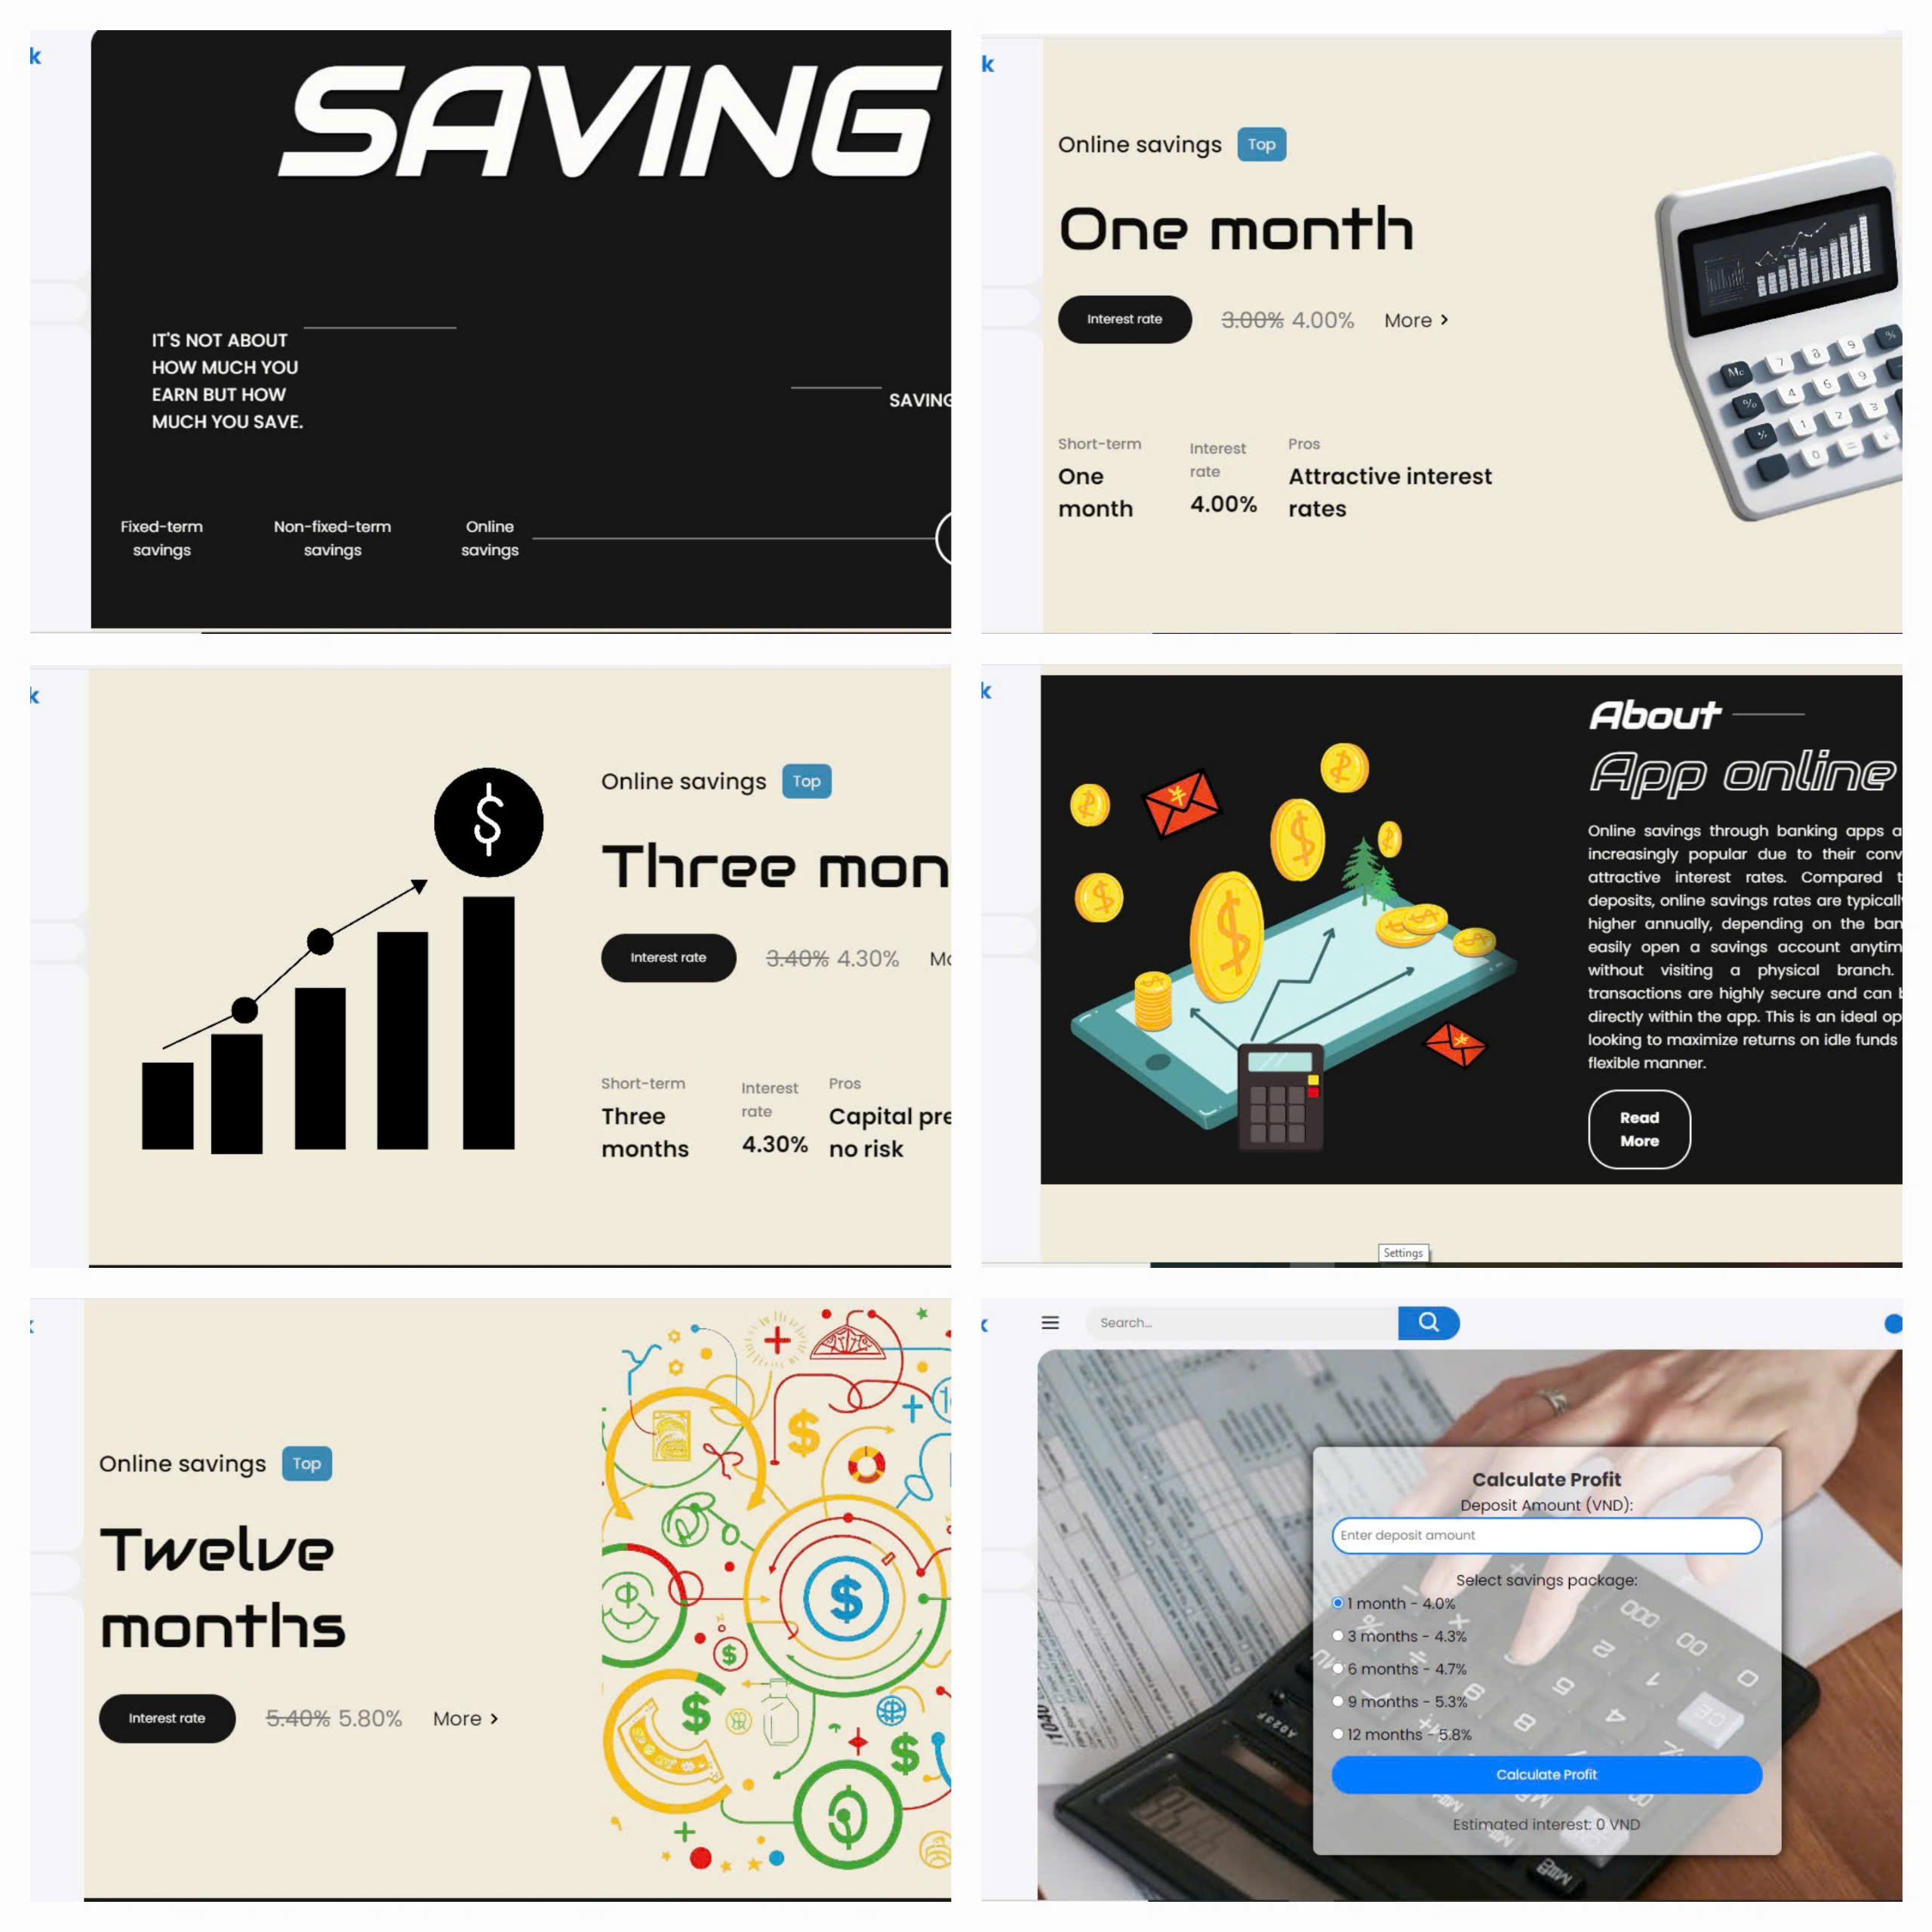 k
SAVING
IT'S NOT ABOUT
HOW MUCH YOU
EARN BUT HOW
MUCH YOU SAVE.
SAVING
Fixed-term
savings
Non-fixed-term
savings
Online
savings
k
Online savings Top
One month
Interest rate 3.00% 4.00% More
Short-term
One
month
Interest
rate
4.00%
Pros
Attractive interest
rates
k
Online savings Top
Three mon
Interest rate 3.40% 4.30% Mo
Short-term
Three
months
Interest
rate
4.30%
Pros
Capital pre
no risk
k
About
App online
Online savings through banking apps a
increasingly popular due to their conv
attractive interest rates. Compared t
deposits, online savings rates are typicall
higher annually, depending on the ban
easily open a savings account anytim
without visiting a physical branch.
transactions are highly secure and can
directly within the app. This is an ideal op
looking to maximize returns on idle funds
flexible manner.
Read
More
Settings
Online savings Top
Twelve
months
Interest rate 5.40% 5.80% More
Search...
Calculate Profit
Deposit Amount (VND):
Enter deposit amount
Select savings package:
1 month - 4.0%
3 months - 4.3%
6 months - 4.7%
9 months - 5.3%
12 months - 5.8%
Calculate Profit
Estimated interest: 0 VND